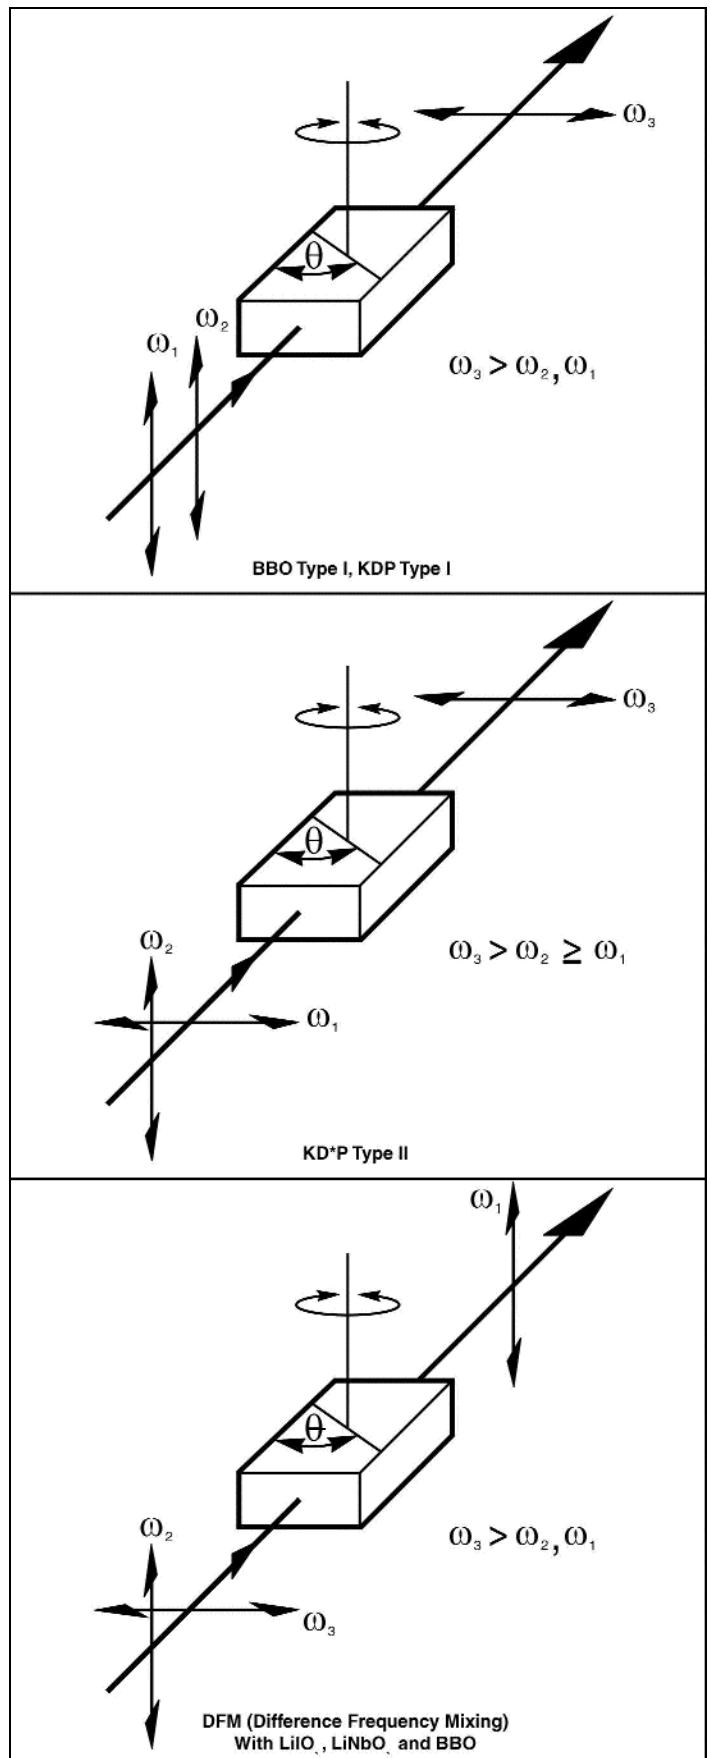 ω₃
θ
ω₂
ω₁
ω₃ > ω₂, ω₁
BBO Type I, KDP Type I
ω₃
θ
ω₂
ω₃ > ω₂ ≥ ω₁
ω₁
KD*P Type II
ω₁
θ
ω₂
ω₃ > ω₂, ω₁
ω₃
DFM (Difference Frequency Mixing)
With LiIO , LiNbO and BBO